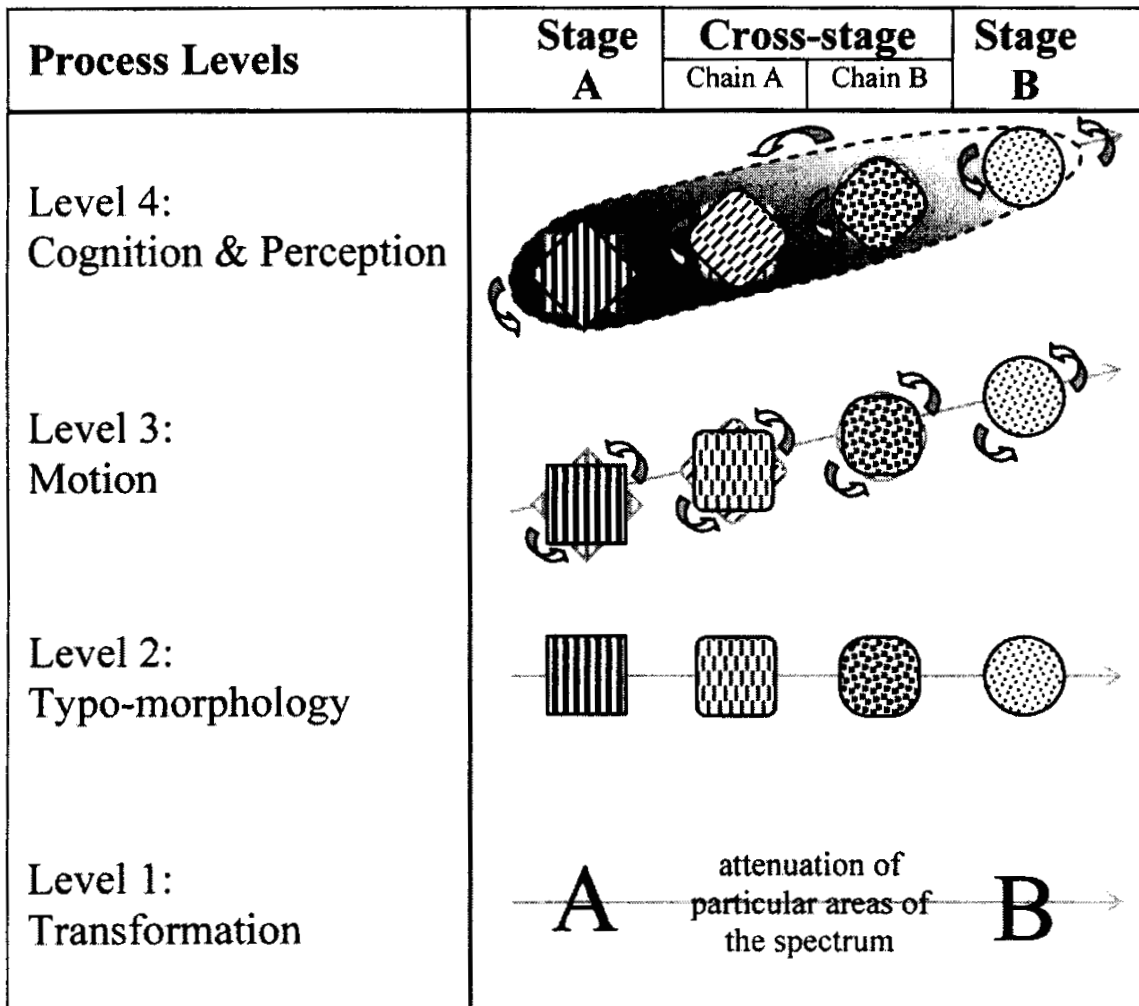 Process Levels
Stage
A
Cross-stage
Chain A
Chain B
Stage
B
Level 4:
Cognition & Perception
Level 3:
Motion
Level 2:
Typo-morphology
Level 1:
Transformation
A
attenuation of
particular areas of
the spectrum
B